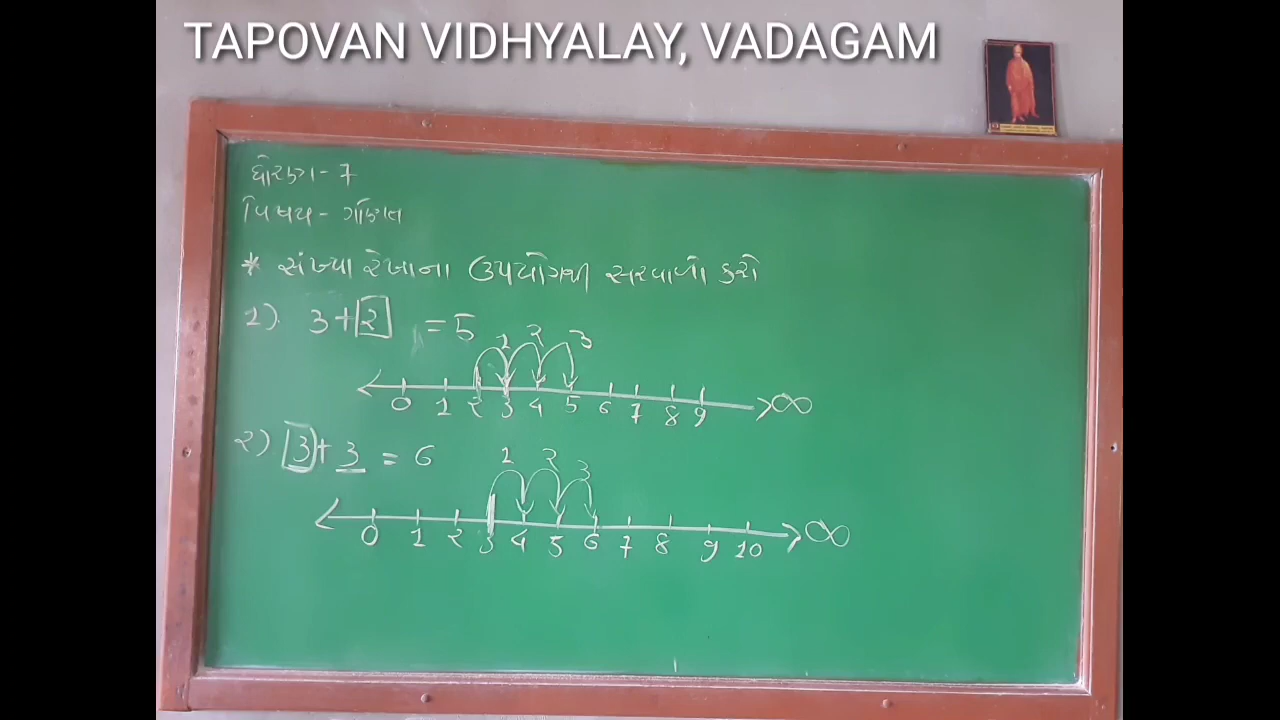 TAPOVAN VIDHYALAY, VADAGAM
ધોરણ - 7
વિષય - ગણિત
* સંખ્યા રેખાના ઉપયોગથી સરવાળો કરો
1). 3 + 2 = 5
1 2 3
0 1 2 3 4 5 6 7 8 9 ∞
2) 3 + 3 = 6
1 2 3
0 1 2 3 4 5 6 7 8 9 10 ∞